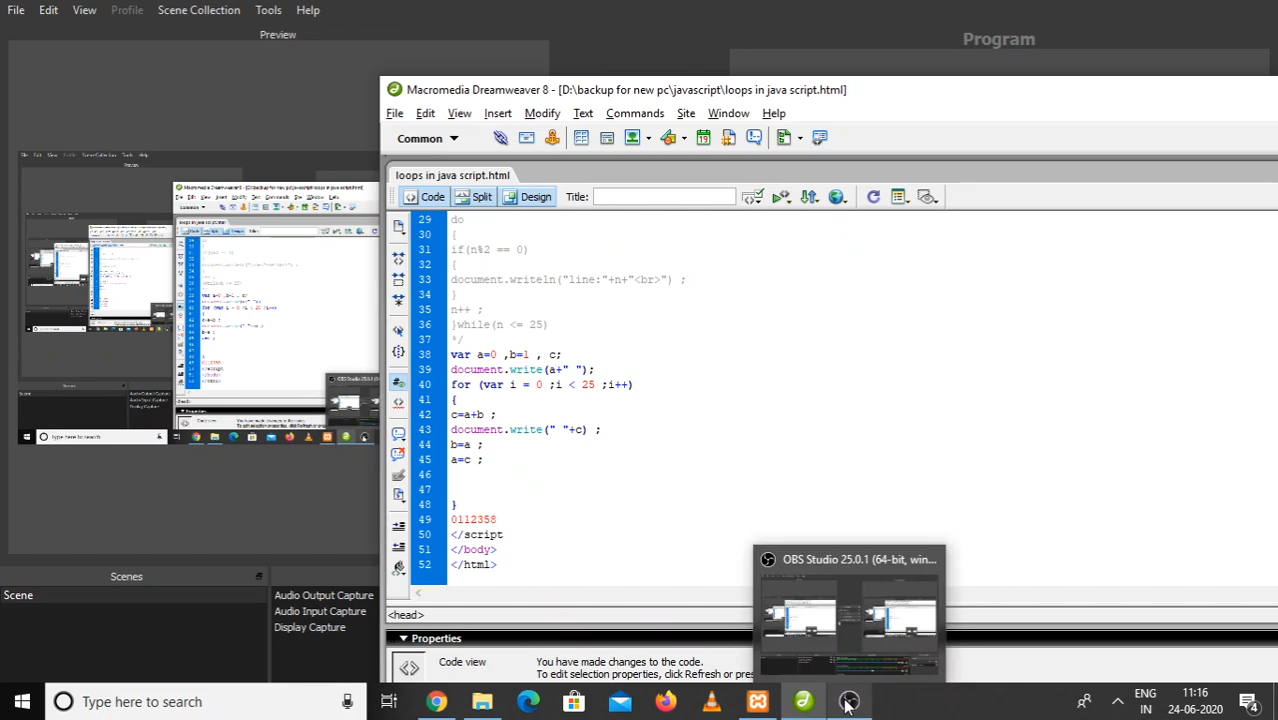 File Edit View Profile Scene Collection Tools Help
Preview
Program
Macromedia Dreamweaver 8 - [D:\backup for new pc\javascript\loops in java script.html]
File Edit View Insert Modify Text Commands Site Window Help
Common
loops in java script.html
Code Split Design Title:
29 do
30 {
31 if(n%2 == 0)
32 {
33 document.writeln("line:"+n+"<br>") ;
34 }
35 n++ ;
36 }while(n <= 25)
37 */
38 var a=0 ,b=1 , c;
39 document.write(a+" ");
40 for (var i = 0 ;i < 25 ;i++)
41 {
42 c=a+b ;
43 document.write(" "+c) ;
44 b=a ;
45 a=c ;
46
47
48 }
49 0112358
50 </script
51 </body>
52 </html>
<head>
Properties
Code view
You have made changes to the code.
To edit selection properties, click Refresh or pres
OBS Studio 25.0.1 (64-bit, win...
Scenes
Scene
Audio Output Capture
Audio Input Capture
Display Capture
Type here to search
ENG
IN
11:16
24-06-2020
4